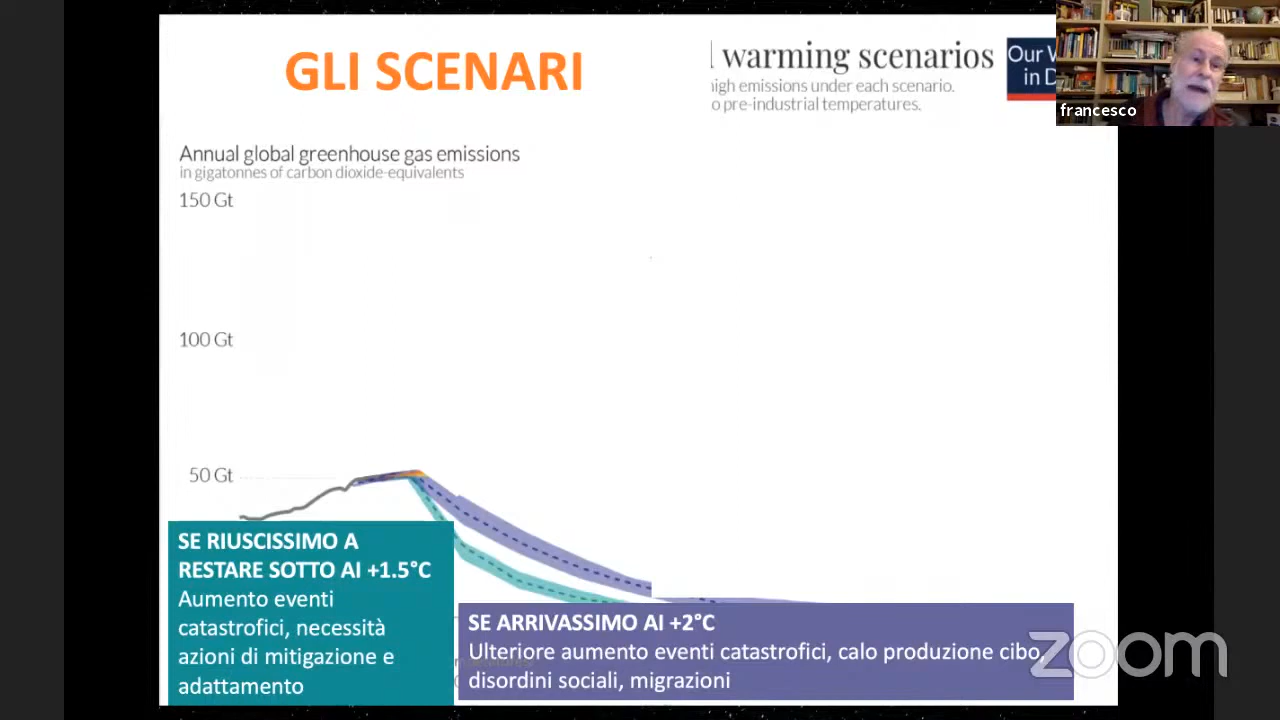 GLI SCENARI
warming scenarios
emissions under each scenario.
pre-industrial temperatures.
Our
in
francesco
Annual global greenhouse gas emissions
in gigatonnes of carbon dioxide-equivalents
150 Gt
100 Gt
50 Gt
SE RIUSCISSIMO A
RESTARE SOTTO AI +1.5°C
Aumento eventi
catastrofici, necessità
azioni di mitigazione e
adattamento
SE ARRIVASSIMO AI +2°C
Ulteriore aumento eventi catastrofici, calo produzione cibo,
disordini sociali, migrazioni
zoom